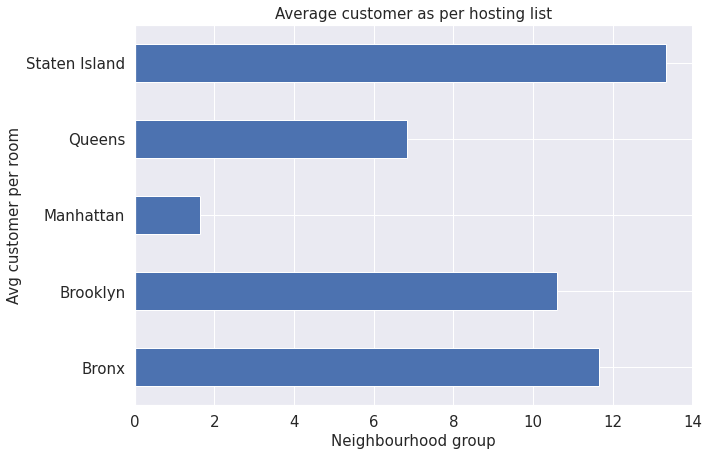 Average customer as per hosting list
Avg customer per room
Staten Island
Queens
Manhattan
Brooklyn
Bronx
0 2 4 6 8 10 12 14
Neighbourhood group